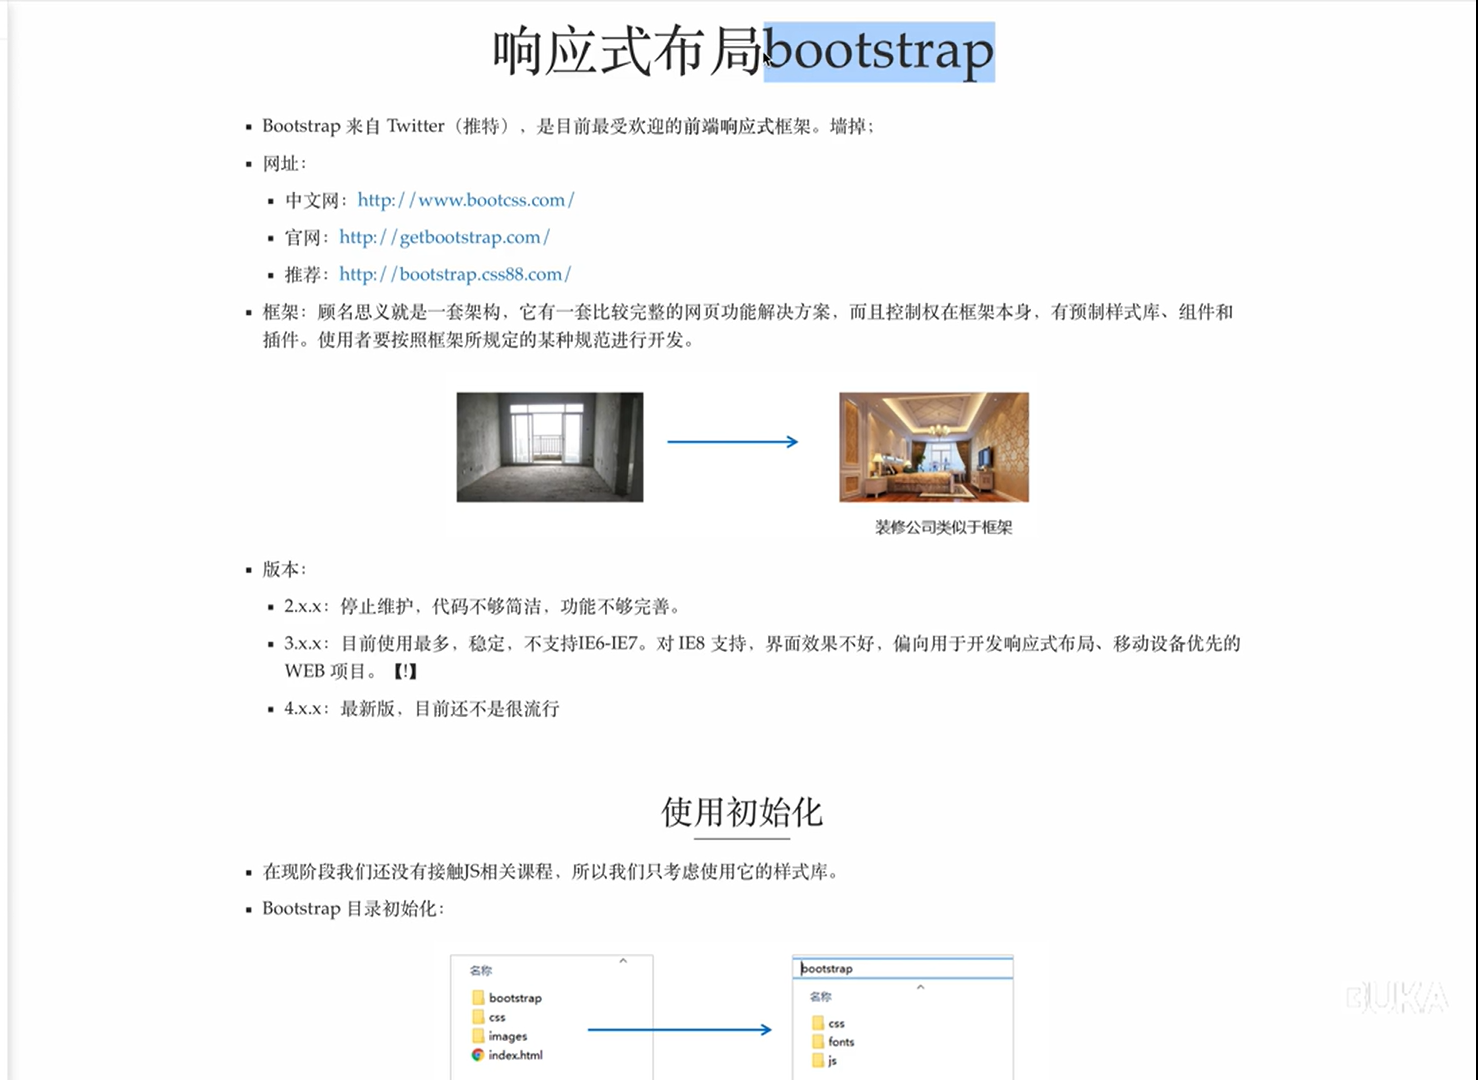 响应式布局bootstrap
Bootstrap 来自 Twitter（推特），是目前最受欢迎的前端响应式框架。墙掉；
网址：
中文网：http://www.bootcss.com/
官网：http://getbootstrap.com/
推荐：http://bootstrap.css88.com/
框架：顾名思义就是一套架构，它有一套比较完整的网页功能解决方案，而且控制权在框架本身，有预制样式库、组件和
插件。使用者要按照框架所规定的某种规范进行开发。
装修公司类似于框架
版本：
2.x.x：停止维护，代码不够简洁，功能不够完善。
3.x.x：目前使用最多，稳定，不支持IE6-IE7。对 IE8 支持，界面效果不好，偏向用于开发响应式布局、移动设备优先的
WEB 项目。【!】
4.x.x：最新版，目前还不是很流行
使用初始化
在现阶段我们还没有接触JS相关课程，所以我们只考虑使用它的样式库。
Bootstrap 目录初始化：
名称
bootstrap
css
images
index.html
bootstrap
名称
css
fonts
js
BUKA